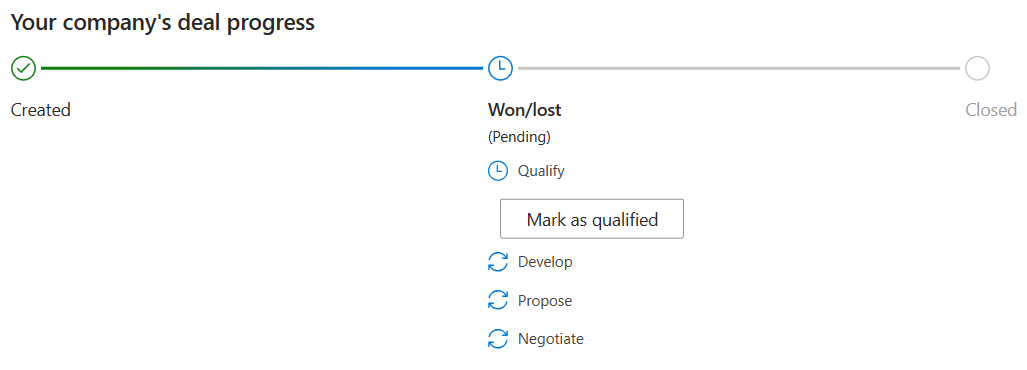 Your company's deal progress
Created
Won/lost
Closed
(Pending)
Qualify
Mark as qualified
Develop
Propose
Negotiate